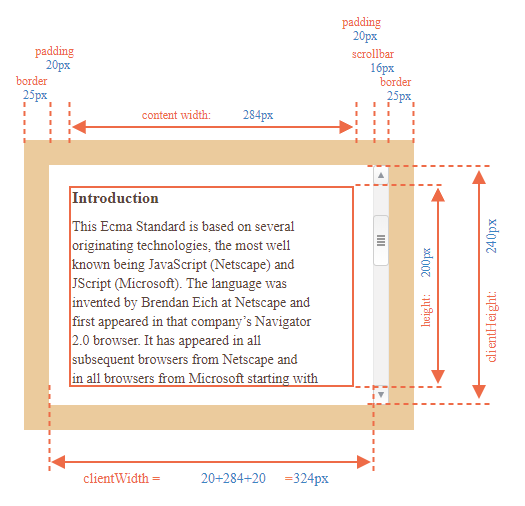 padding
20px
scrollbar
16px
border
25px
padding
20px
border
25px
content width: 284px
Introduction
This Ecma Standard is based on several
originating technologies, the most well
known being JavaScript (Netscape) and
JScript (Microsoft). The language was
invented by Brendan Eich at Netscape and
first appeared in that company’s Navigator
2.0 browser. It has appeared in all
subsequent browsers from Netscape and
in all browsers from Microsoft starting with
height: 200px
clientHeight: 240px
clientWidth = 20+284+20 =324px